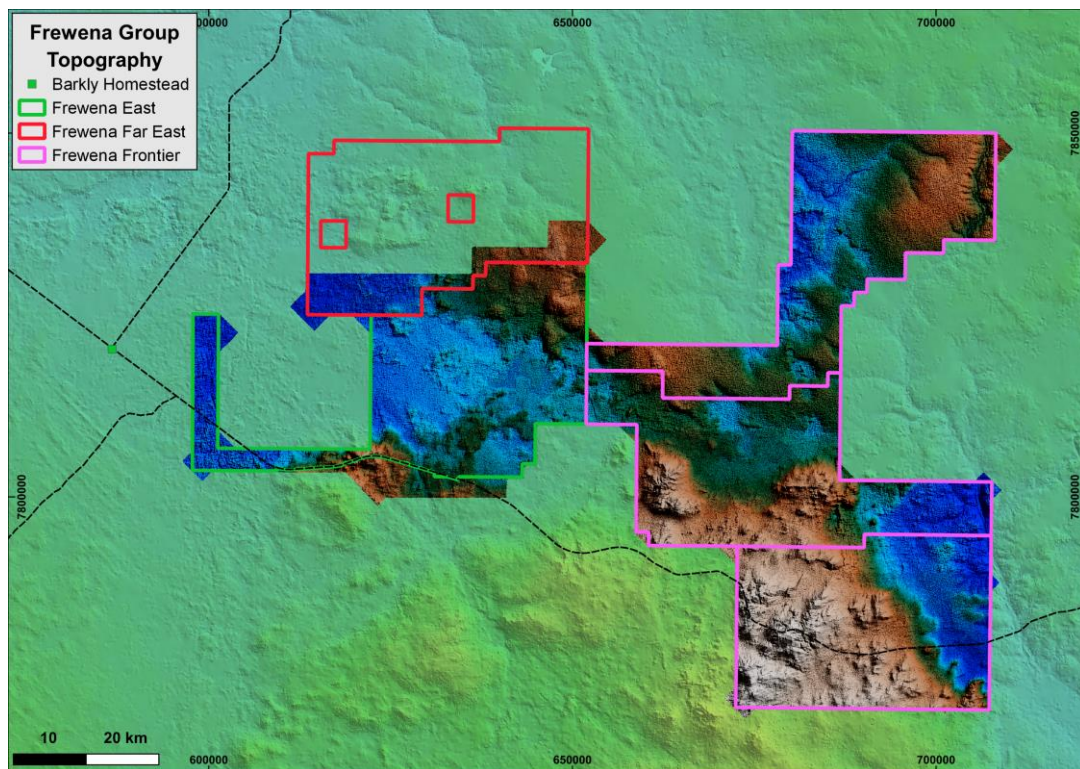 600000
650000
700000
Frewena Group
Topography
Barkly Homestead
Frewena East
Frewena Far East
Frewena Frontier
7850000
7800000
7800000
10
20 km
600000
650000
700000